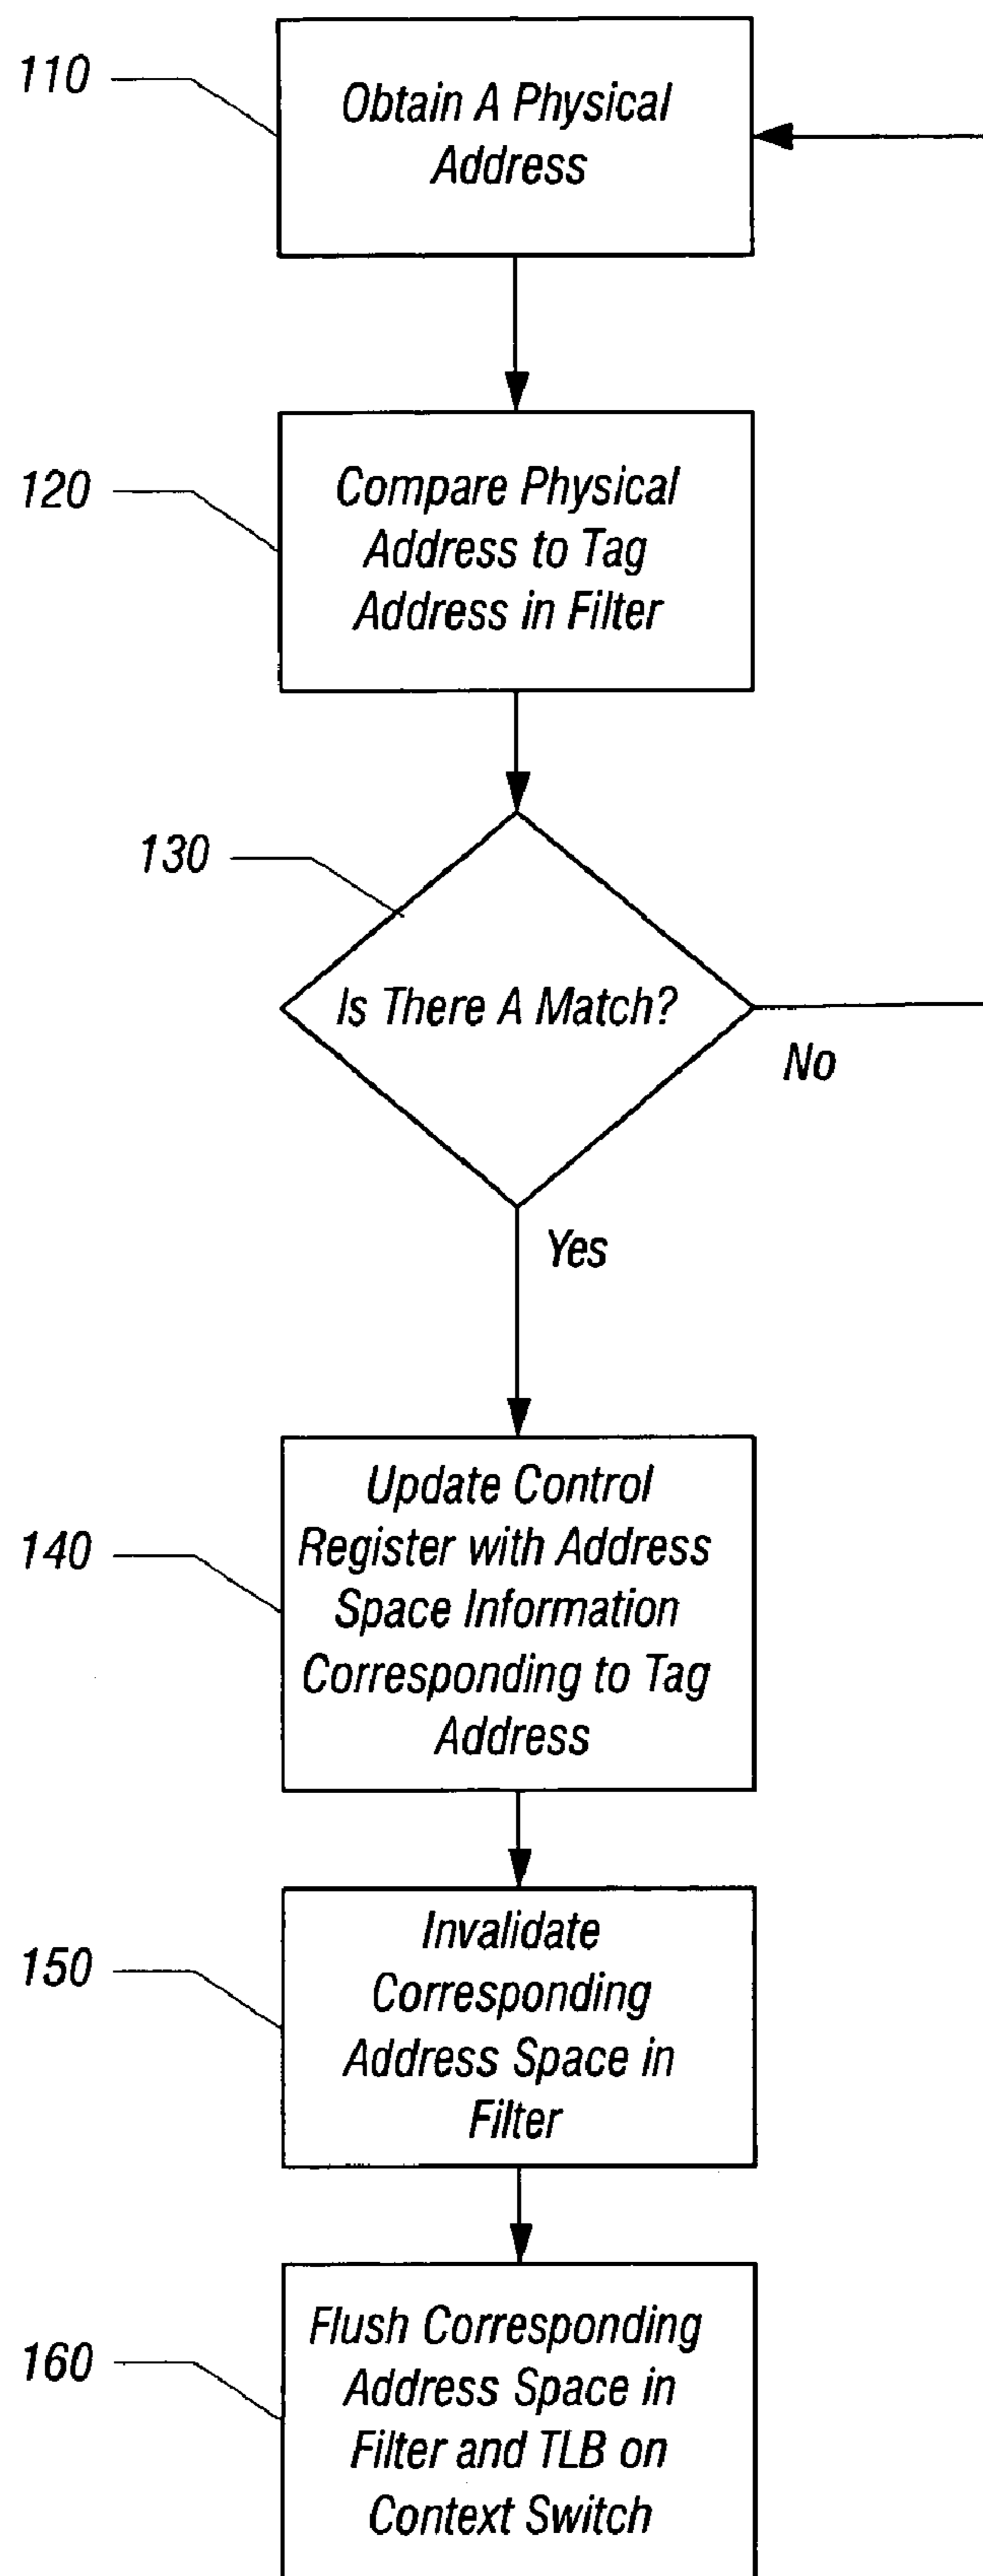 110
Obtain A Physical
Address
120
Compare Physical
Address to Tag
Address in Filter
130
Is There A Match?
No
Yes
140
Update Control
Register with Address
Space Information
Corresponding to Tag
Address
150
Invalidate
Corresponding
Address Space in
Filter
160
Flush Corresponding
Address Space in
Filter and TLB on
Context Switch